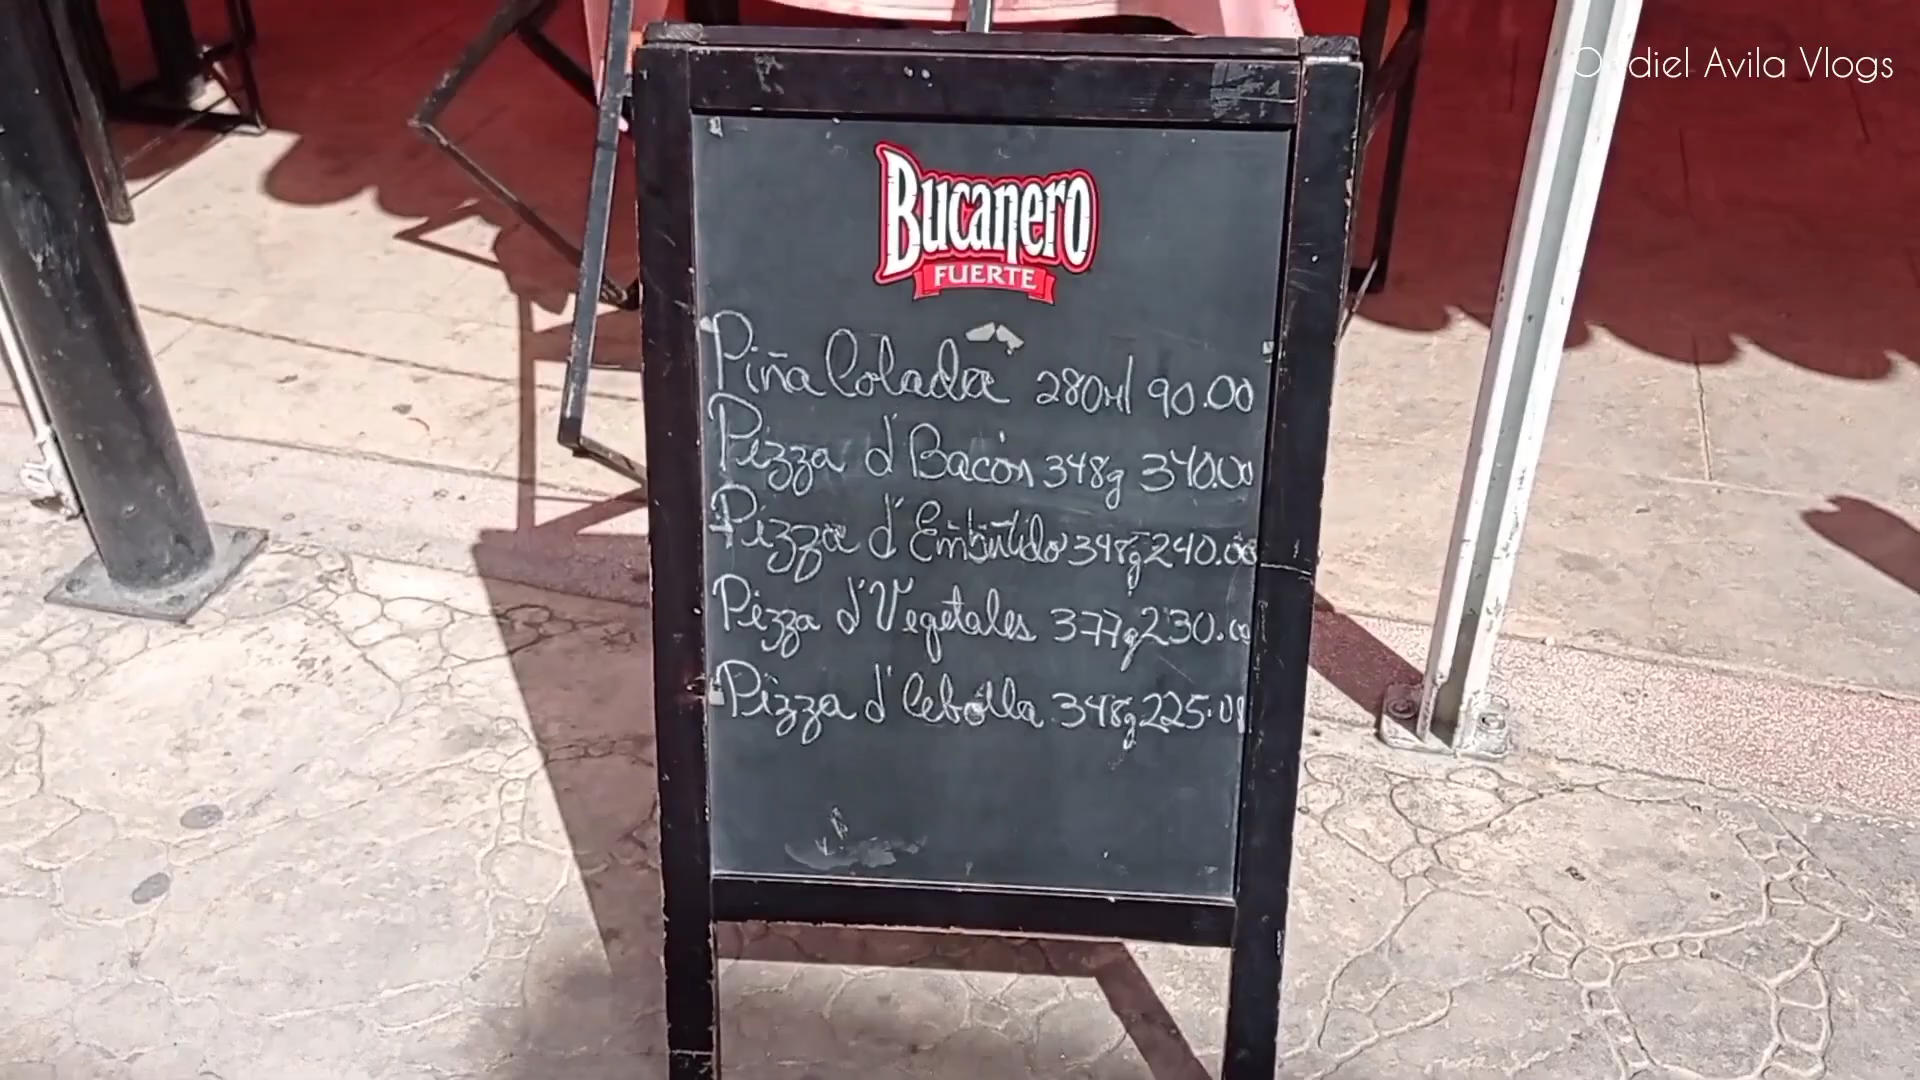 Osdiel Avila Vlogs
Bucanero
FUERTE
Piña Colada 280ml 90.00
Pizza d' Bacón 348g 340.00
Pizza d' Embutido 348g 240.00
Pizza d' Vegetales 377g 230.00
Pizza d' Cebolla 348g 225.00